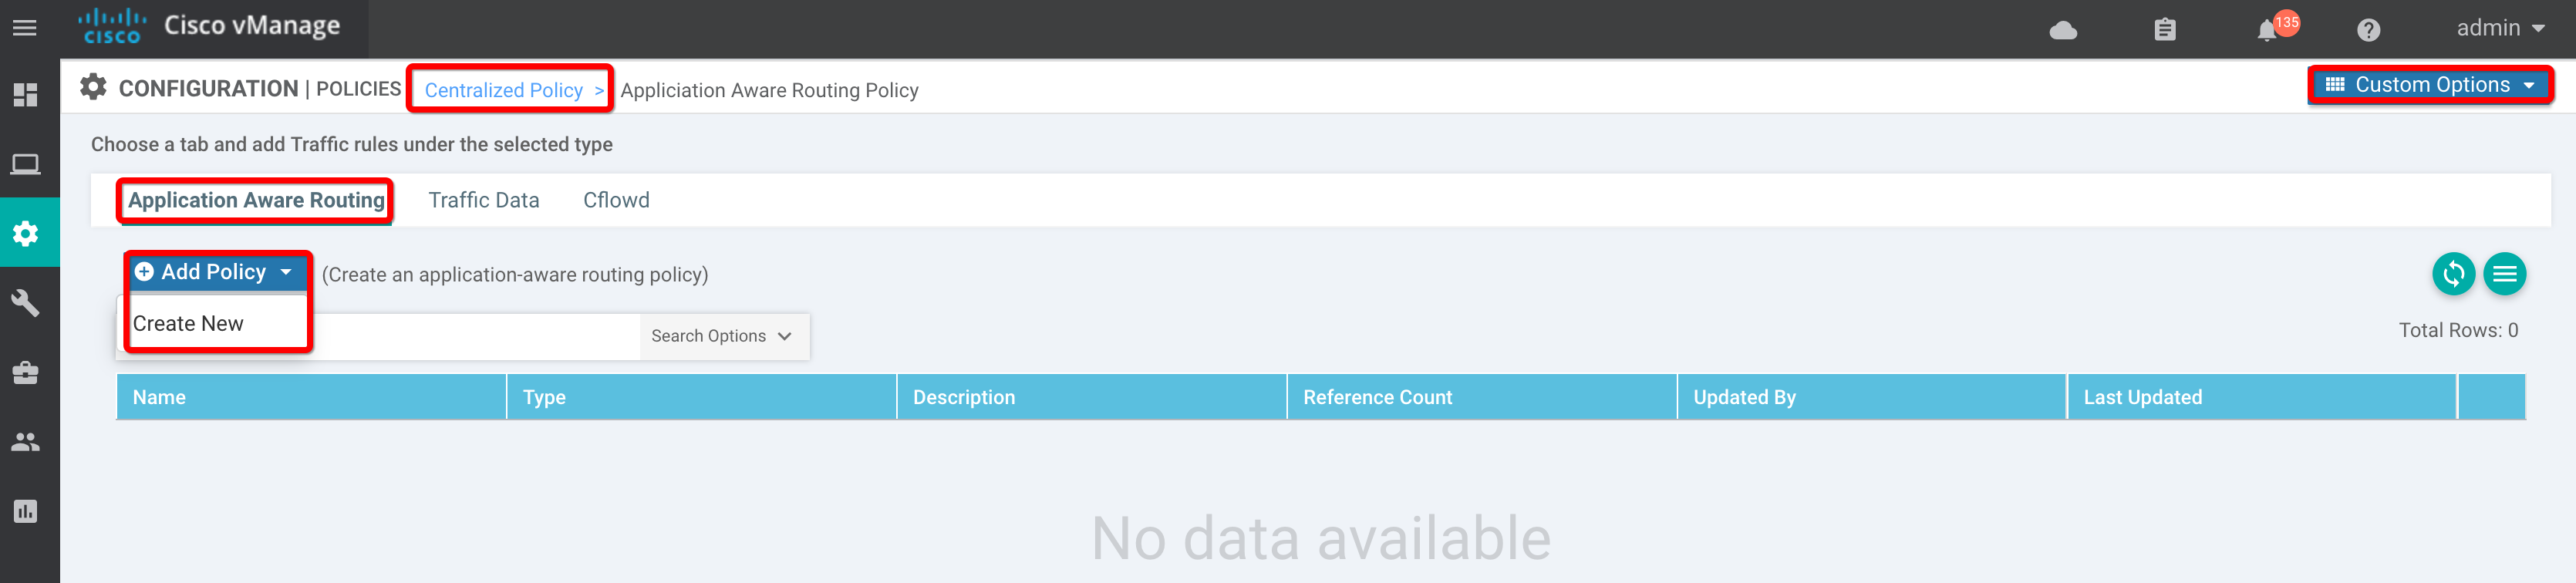 cisco Cisco vManage
135
admin
CONFIGURATION | POLICIES Centralized Policy > Appliciation Aware Routing Policy
Custom Options
Choose a tab and add Traffic rules under the selected type
Application Aware Routing Traffic Data Cflowd
Add Policy (Create an application-aware routing policy)
Create New
Search Options
Total Rows: 0
Name Type Description Reference Count Updated By Last Updated
No data available